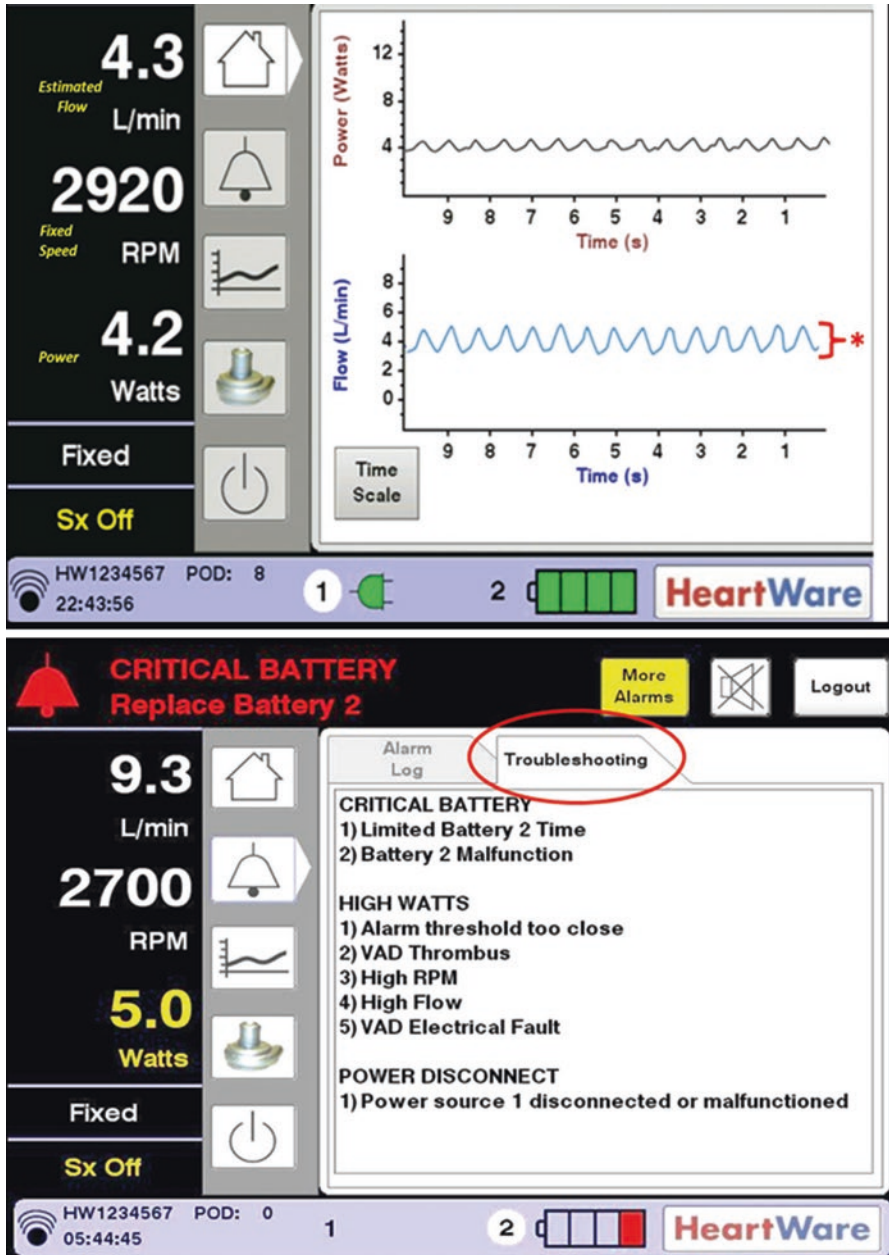 4.3
Estimated
Flow
L/min
2920
Fixed
Speed
RPM
4.2
Power
Watts
Fixed
Sx Off
Power (Watts)
12
8
4
9 8 7 6 5 4 3 2 1
Time (s)
Flow (L/min)
8
6
4
2
0
*
9 8 7 6 5 4 3 2 1
Time (s)
Time
Scale
HW1234567 POD: 8
22:43:56
1
2
HeartWare
CRITICAL BATTERY
Replace Battery 2
More
Alarms
Logout
9.3
L/min
2700
RPM
5.0
Watts
Fixed
Sx Off
Alarm
Log
Troubleshooting
CRITICAL BATTERY
1) Limited Battery 2 Time
2) Battery 2 Malfunction
HIGH WATTS
1) Alarm threshold too close
2) VAD Thrombus
3) High RPM
4) High Flow
5) VAD Electrical Fault
POWER DISCONNECT
1) Power source 1 disconnected or malfunctioned
HW1234567 POD: 0
05:44:45
1
2
HeartWare